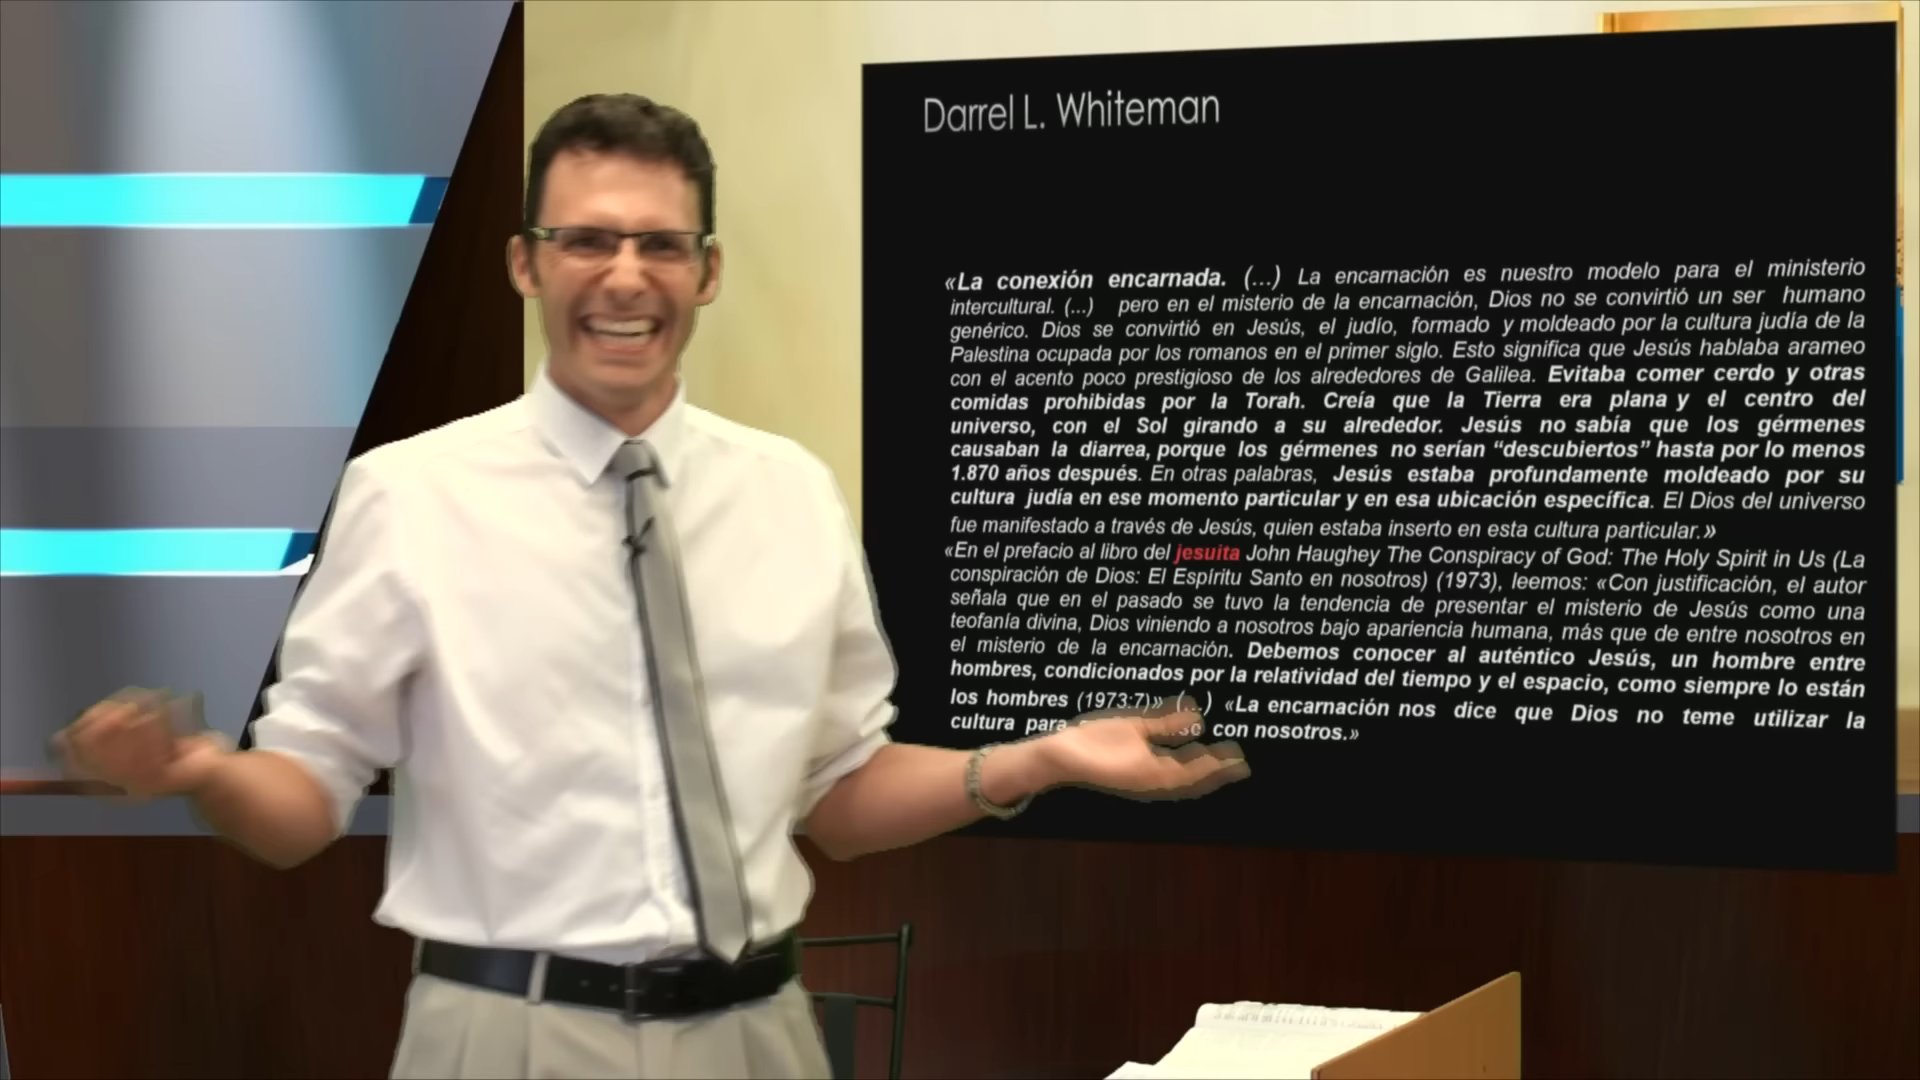 Darrel L. Whiteman
«La conexión encarnada. (...) La encarnación es nuestro modelo para el ministerio
intercultural. (...) pero en el misterio de la encarnación, Dios no se convirtió un ser humano
genérico. Dios se convirtió en Jesús, el judío, formado y moldeado por la cultura judía de la
Palestina ocupada por los romanos en el primer siglo. Esto significa que Jesús hablaba arameo
con el acento poco prestigioso de los alrededores de Galilea. Evitaba comer cerdo y otras
comidas prohibidas por la Torah. Creía que la Tierra era plana y el centro del
universo, con el Sol girando a su alrededor. Jesús no sabía que los gérmenes
causaban la diarrea, porque los gérmenes no serían “descubiertos” hasta por lo menos
1.870 años después. En otras palabras, Jesús estaba profundamente moldeado por su
cultura judía en ese momento particular y en esa ubicación específica. El Dios del universo
fue manifestado a través de Jesús, quien estaba inserto en esta cultura particular.»
«En el prefacio al libro del jesuita John Haughey The Conspiracy of God: The Holy Spirit in Us (La
conspiración de Dios: El Espíritu Santo en nosotros) (1973), leemos: «Con justificación, el autor
señala que en el pasado se tuvo la tendencia de presentar el misterio de Jesús como una
teofanía divina, Dios viniendo a nosotros bajo apariencia humana, más que de entre nosotros en
el misterio de la encarnación. Debemos conocer al auténtico Jesús, un hombre entre
hombres, condicionados por la relatividad del tiempo y el espacio, como siempre lo están
los hombres (1973:7)» (...) «La encarnación nos dice que Dios no teme utilizar la
cultura para con nosotros.»